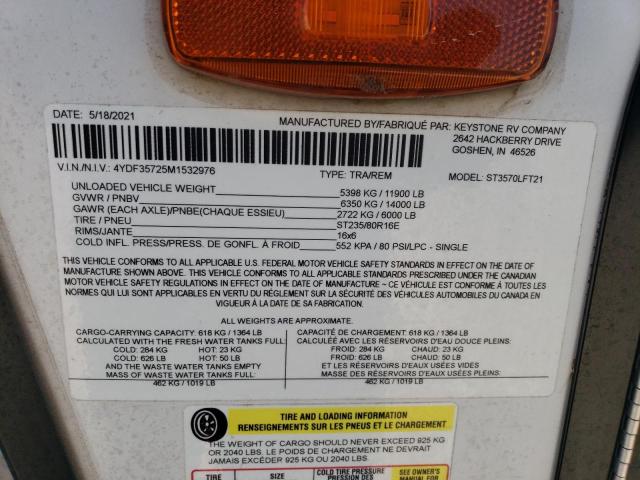 DATE: 5/18/2021
MANUFACTURED BY/FABRIQUÉ PAR: KEYSTONE RV COMPANY
2642 HACKBERRY DRIVE
GOSHEN, IN 46526
V.I.N./N.I.V.: 4YDF35725M1532976
TYPE: TRA/REM
MODEL: ST3570LFT21
UNLOADED VEHICLE WEIGHT 5398 KG / 11900 LB
GVWR / PNBV 6350 KG / 14000 LB
GAWR (EACH AXLE)/PNBE(CHAQUE ESSIEU) 2722 KG / 6000 LB
TIRE / PNEU ST235/80R16E
RIMS/JANTE 16x6
COLD INFL. PRESS/PRESS. DE GONFL. À FROID 552 KPA / 80 PSI/LPC - SINGLE
THIS VEHICLE CONFORMS TO ALL APPLICABLE U.S. FEDERAL MOTOR VEHICLE SAFETY STANDARDS IN EFFECT ON THE DATE OF
MANUFACTURE SHOWN ABOVE. THIS VEHICLE CONFORMS TO ALL APPLICABLE STANDARDS PRESCRIBED UNDER THE CANADIAN
MOTOR VEHICLE SAFETY REGULATIONS IN EFFECT ON THE DATE OF MANUFACTURE ~ CE VÉHICULE EST CONFORME À TOUTES LES
NORMES QUI LUI SONT APPLICABLES EN VERTU DU RÈGLEMENT SUR LA SÉCURITÉ DES VÉHICULES AUTOMOBILES DU CANADA EN
VIGUEUR À LA DATE DE SA FABRICATION
ALL WEIGHTS ARE APPROXIMATE.
CARGO-CARRYING CAPACITY: 618 KG / 1364 LB
CALCULATED WITH THE FRESH WATER TANKS FULL:
COLD: 284 KG HOT: 23 KG
COLD: 626 LB HOT: 50 LB
AND THE WASTE WATER TANKS EMPTY
MASS OF WASTE WATER TANKS FULL:
462 KG / 1019 LB
CAPACITÉ DE CHARGEMENT: 618 KG / 1364 LB
CALCULÉE AVEC LES RÉSERVOIRS D'EAU DOUCE PLEINS:
FROID: 284 KG CHAUD: 23 KG
FROID: 626 LB CHAUD: 50 LB
ET LES RÉSERVOIRS D'EAUX USÉES VIDES
MASSE DES RÉSERVOIRS D'EAUX USÉES PLEINS:
462 KG / 1019 LB
TIRE AND LOADING INFORMATION
RENSEIGNEMENTS SUR LES PNEUS ET LE CHARGEMENT
THE WEIGHT OF CARGO SHOULD NEVER EXCEED 925 KG
OR 2040 LBS. LE POIDS DE CHARGEMENT NE DOIT
JAMAIS EXCÉDER 925 KG OU 2040 LBS.
TIRE SIZE COLD TIRE PRESSURE SEE OWNER'S